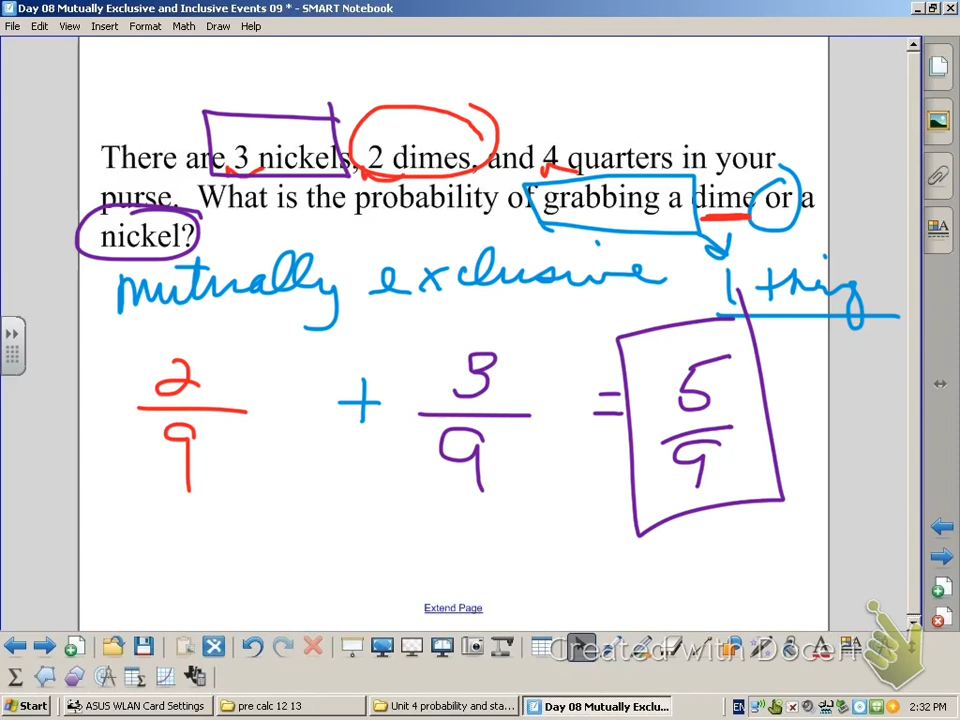 Day 08 Mutually Exclusive and Inclusive Events 09 * - SMART Notebook
File Edit View Insert Format Math Draw Help
There are 3 nickels, 2 dimes, and 4 quarters in your
purse. What is the probability of grabbing a dime or a
nickel?
mutually exclusive 1 thing
2/9 + 3/9 = 5/9
Extend Page
Created with
Start ASUS WLAN Card Settings pre calc 12 13 Unit 4 probability and sta... Day 08 Mutually Exclu... EN 2:32 PM